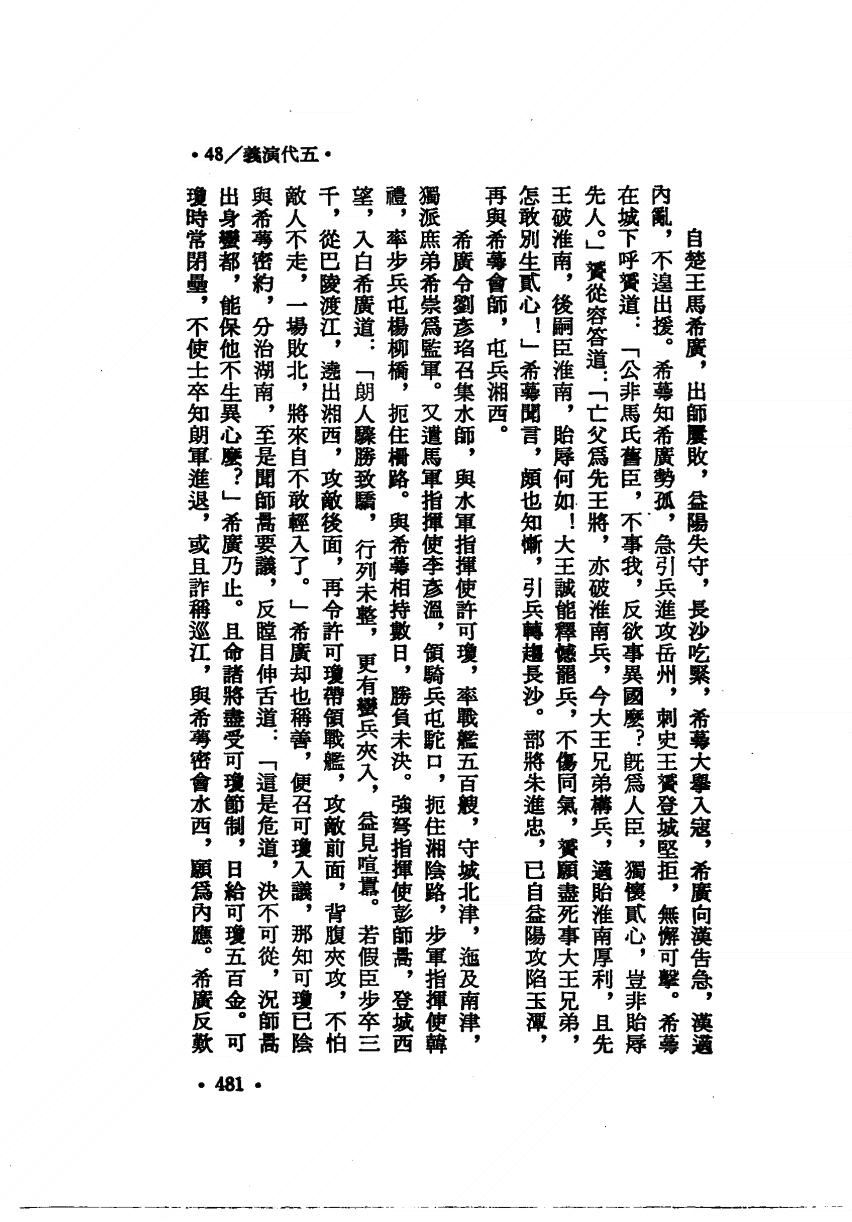 •48／義演代五•
自楚王馬希廣，出師屢敗，益陽失守，長沙吃緊，希蕚大舉入寇，希廣向漢告急，漢適
內亂，不遑出援。希蕚知希廣勢孤，急引兵進攻岳州，刺史王贇登城堅拒，無懈可擊。希蕚
在城下呼贇道：「公非馬氏舊臣，不事我，反欲事異國麼？旣爲人臣，獨懷貳心，豈非貽辱
先人。」贇從容答道：「亡父爲先王將，亦破淮南兵，今大王兄弟構兵，適貽淮南厚利，且先
王破淮南，後嗣臣淮南，貽辱何如！大王誠能釋憾罷兵，不傷同氣，贇願盡死事大王兄弟，
怎敢別生貳心！」希蕚聞言，頗也知慚，引兵轉趨長沙。部將朱進忠，已自益陽攻陷玉潭，
再與希蕚會師，屯兵湘西。
希廣令劉彥瑫召集水師，與水軍指揮使許可瓊，率戰艦五百艘，守城北津，迤及南津，
獨派庶弟希崇爲監軍。又遣馬軍指揮使李彥溫，領騎兵屯駝口，扼住湘陰路，步軍指揮使韓
禮，率步兵屯楊柳橋，扼住柵路。與希蕚相持數日，勝負未決。強弩指揮使彭師暠，登城西
望，入白希廣道：「朗人驟勝致驕，行列未整，更有蠻兵夾入，益見喧囂。若假臣步卒三
千，從巴陵渡江，遶出湘西，攻敵後面，再令許可瓊帶領戰艦，攻敵前面，背腹夾攻，不怕
敵人不走，一場敗北，將來自不敢輕入了。」希廣却也稱善，便召可瓊入議，那知可瓊已陰
與希蕚密約，分治湖南，至是聞師暠要議，反瞠目伸舌道：「這是危道，決不可從，況師暠
出身蠻都，能保他不生異心麼？」希廣乃止。且命諸將盡受可瓊節制，日給可瓊五百金。可
瓊時常閉壘，不使士卒知朗軍進退，或且詐稱巡江，與希蕚密會水西，願爲內應。希廣反歎
•481•